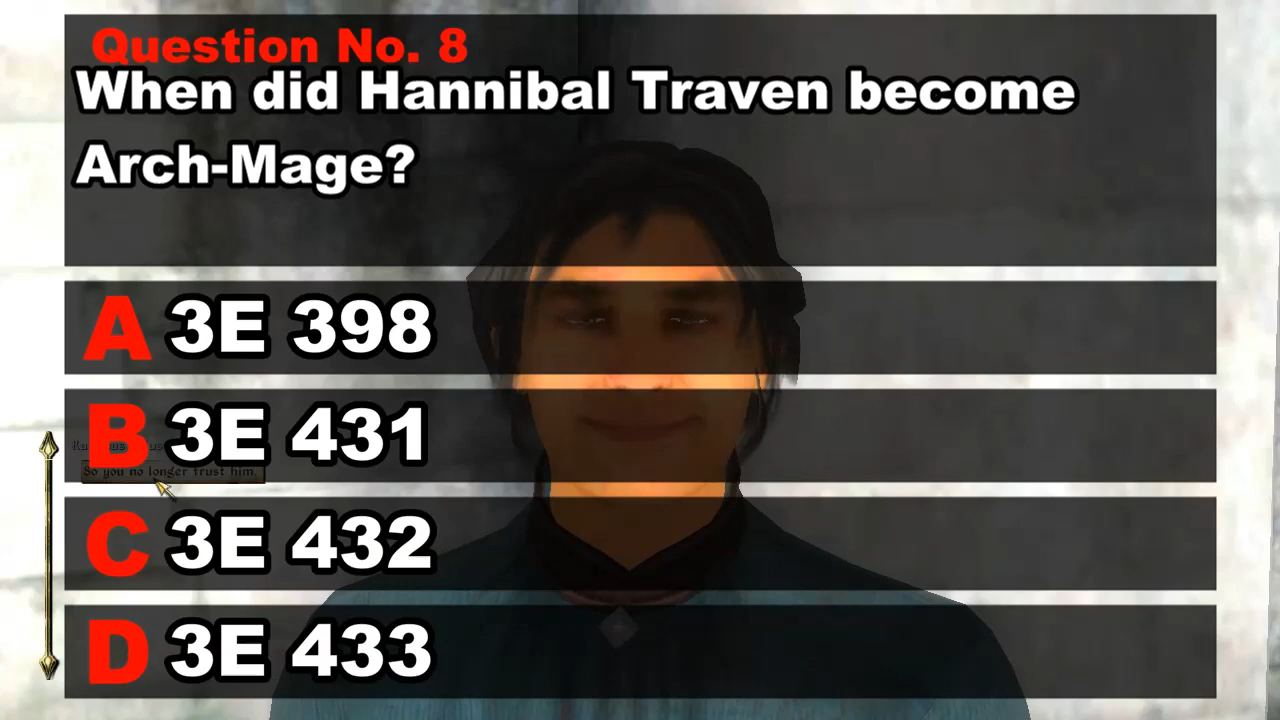 Question No. 8
When did Hannibal Traven become
Arch-Mage?
A 3E 398
B 3E 431
So you no longer trust him.
C 3E 432
D 3E 433